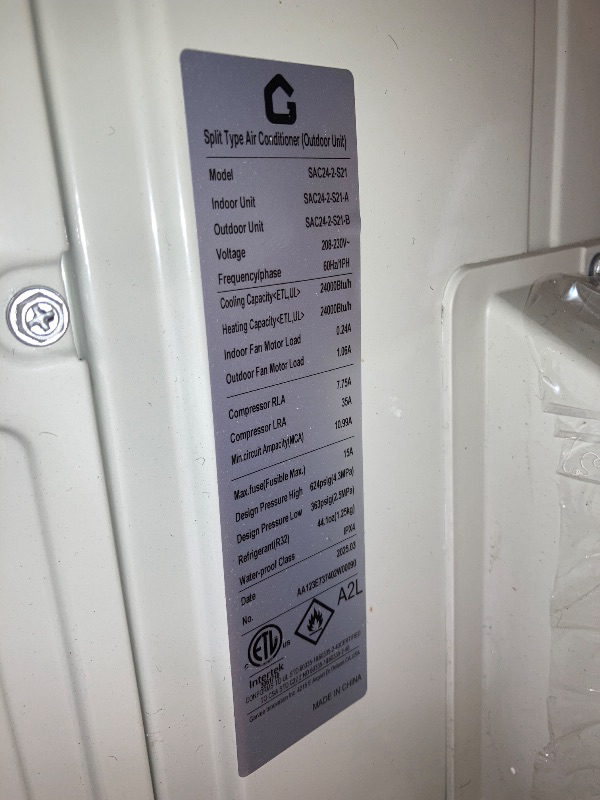 G
Split Type Air Conditioner (Outdoor Unit)
Model SAC24-2-S21
Indoor Unit SAC24-2-S21-A
Outdoor Unit SAC24-2-S21-B
Voltage 208-230V~
Frequency/phase 60Hz/1PH
Cooling Capacity<ETL,UL> 24000Btu/h
Heating Capacity<ETL,UL> 24000Btu/h
Indoor Fan Motor Load 0.24A
Outdoor Fan Motor Load 1.06A
Compressor RLA 7.75A
Compressor LRA 35A
Min.circuit Ampacity(MCA) 10.99A
Max.fuse(Fusible Max.) 15A
Design Pressure High 624psig(4.3MPa)
Design Pressure Low 363psig(2.5MPa)
Refrigerant(R32) 44.1oz(1.25kg)
Water-proof Class IPX4
Date 2025.03
No. AA123E737402W00090
c ETL us A2L
Intertek
MADE IN CHINA